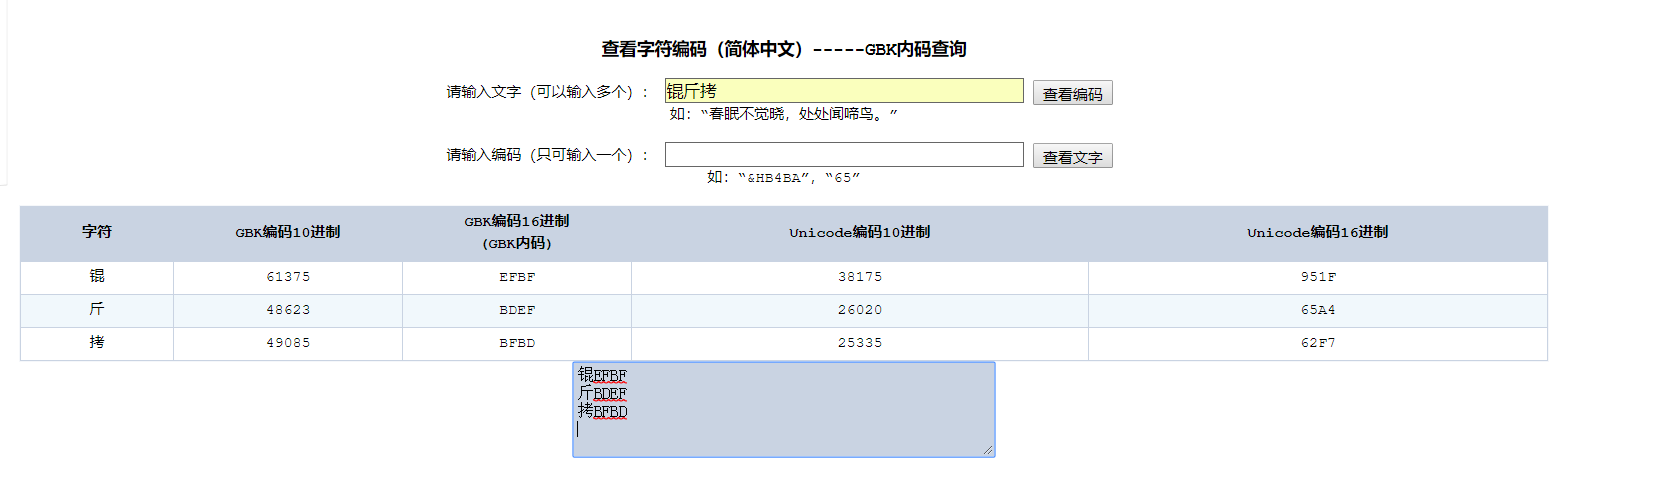 查看字符编码（简体中文）-----GBK内码查询
请输入文字（可以输入多个）： 锟斤拷 查看编码
如：“春眠不觉晓，处处闻啼鸟。”
请输入编码（只可输入一个）： 查看文字
如：“&HB4BA”，“65”
字符 GBK编码10进制 GBK编码16进制 (GBK内码) Unicode编码10进制 Unicode编码16进制
锟 61375 EFBF 38175 951F
斤 48623 BDEF 26020 65A4
拷 49085 BFBD 25335 62F7
锟EFBF
斤BDEF
拷BFBD